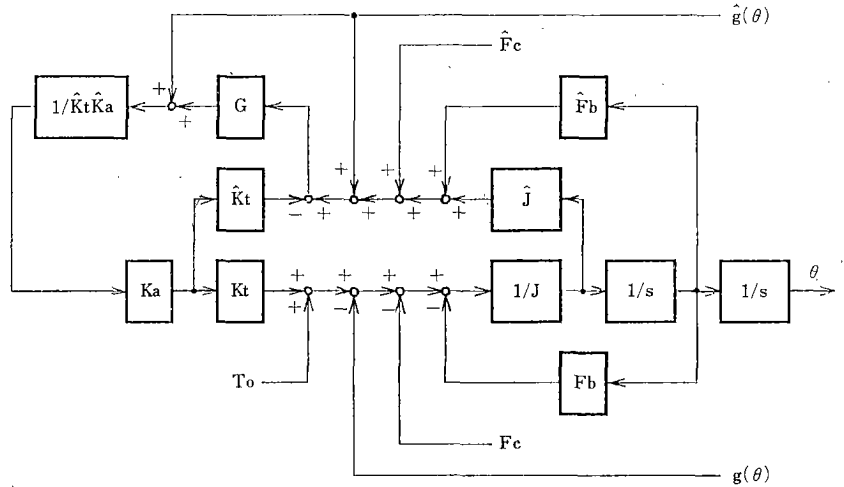 ĝ(θ)
F̂c
+
+
1/K̂tK̂a
G
F̂b
+ + +
K̂t
Ĵ
− + + + +
Ka
Kt
+ + + +
+ − − −
1/J
1/s
1/s
θ
To
Fb
Fc
g(θ)